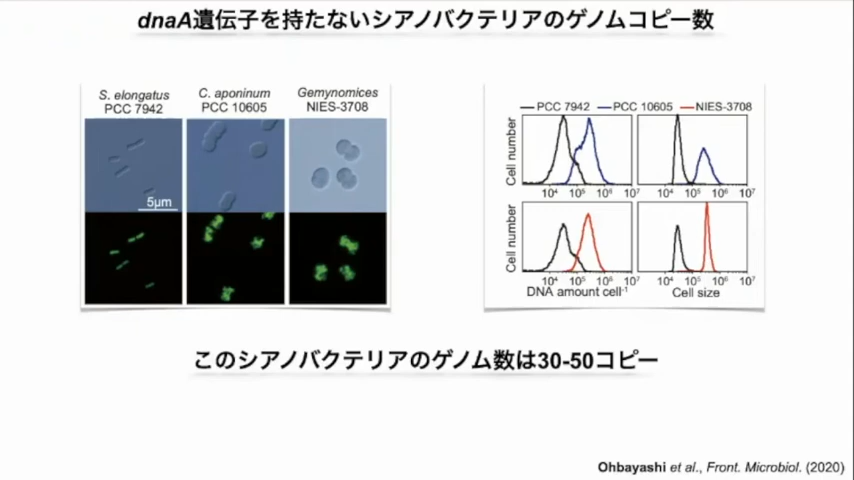 dnaA遺伝子を持たないシアノバクテリアのゲノムコピー数
S. elongatus
PCC 7942
C. aponinum
PCC 10605
Gemynomices
NIES-3708
5μm
PCC 7942 PCC 10605 NIES-3708
Cell number
10⁴ 10⁵ 10⁶ 10⁷ 10⁴ 10⁵ 10⁶ 10⁷
Cell number
10⁴ 10⁵ 10⁶ 10⁷ 10⁴ 10⁵ 10⁶ 10⁷
DNA amount cell⁻¹ Cell size
このシアノバクテリアのゲノム数は30-50コピー
Ohbayashi et al., Front. Microbiol. (2020)